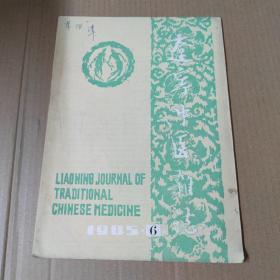 辽宁中医杂志
LIAONING JOURNAL OF
TRADITIONAL
CHINESE MEDICINE
1985 6